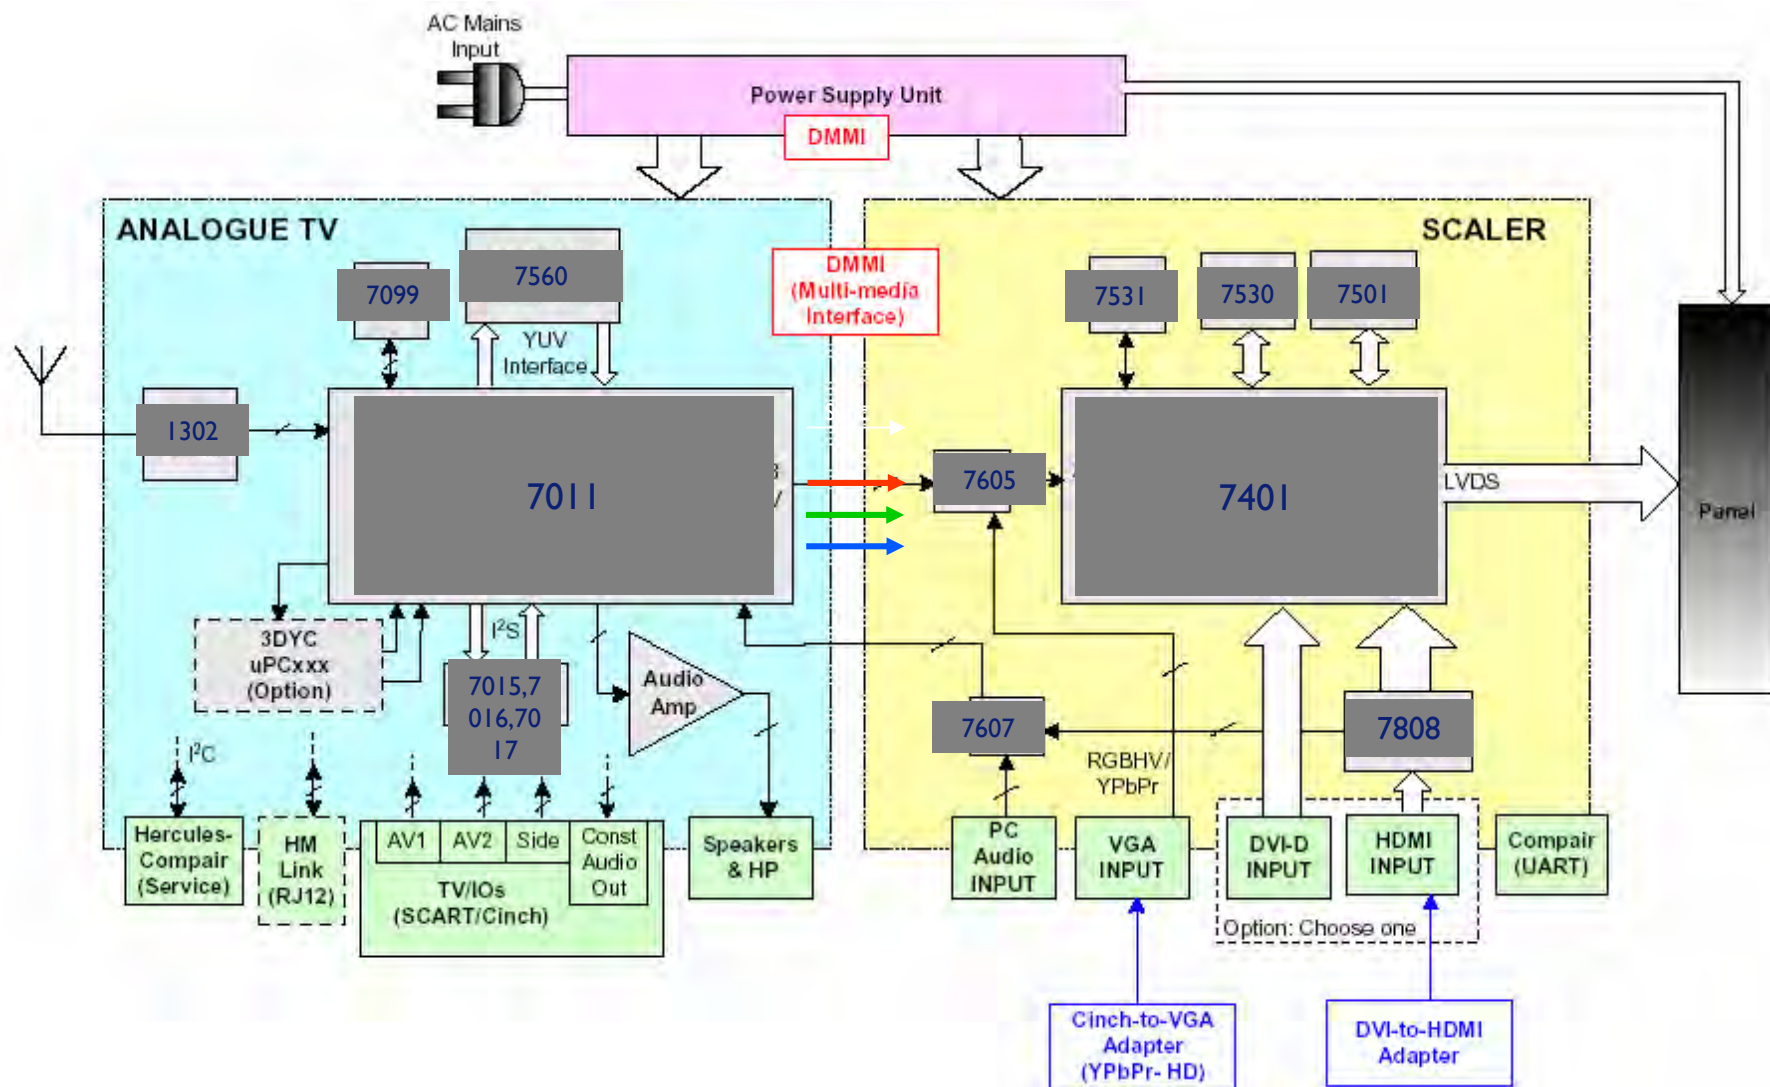 AC Mains
Input
Power Supply Unit
DMMI
ANALOGUE TV
SCALER
7560
7099
DMMI
(Multi-media
Interface)
7531
7530
7501
YUV
Interface
1302
7011
7605
7401
LVDS
Panel
3DYC
uPCxxx
(Option)
I²S
7015,7
016,70
17
Audio
Amp
7607
7808
I²C
RGBHV/
YPbPr
Hercules-
Compair
(Service)
HM
Link
(RJ12)
AV1
AV2
Side
Const
Audio
Out
TV/IOs
(SCART/Cinch)
Speakers
& HP
PC
Audio
INPUT
VGA
INPUT
DVI-D
INPUT
HDMI
INPUT
Compair
(UART)
Option: Choose one
Cinch-to-VGA
Adapter
(YPbPr- HD)
DVI-to-HDMI
Adapter